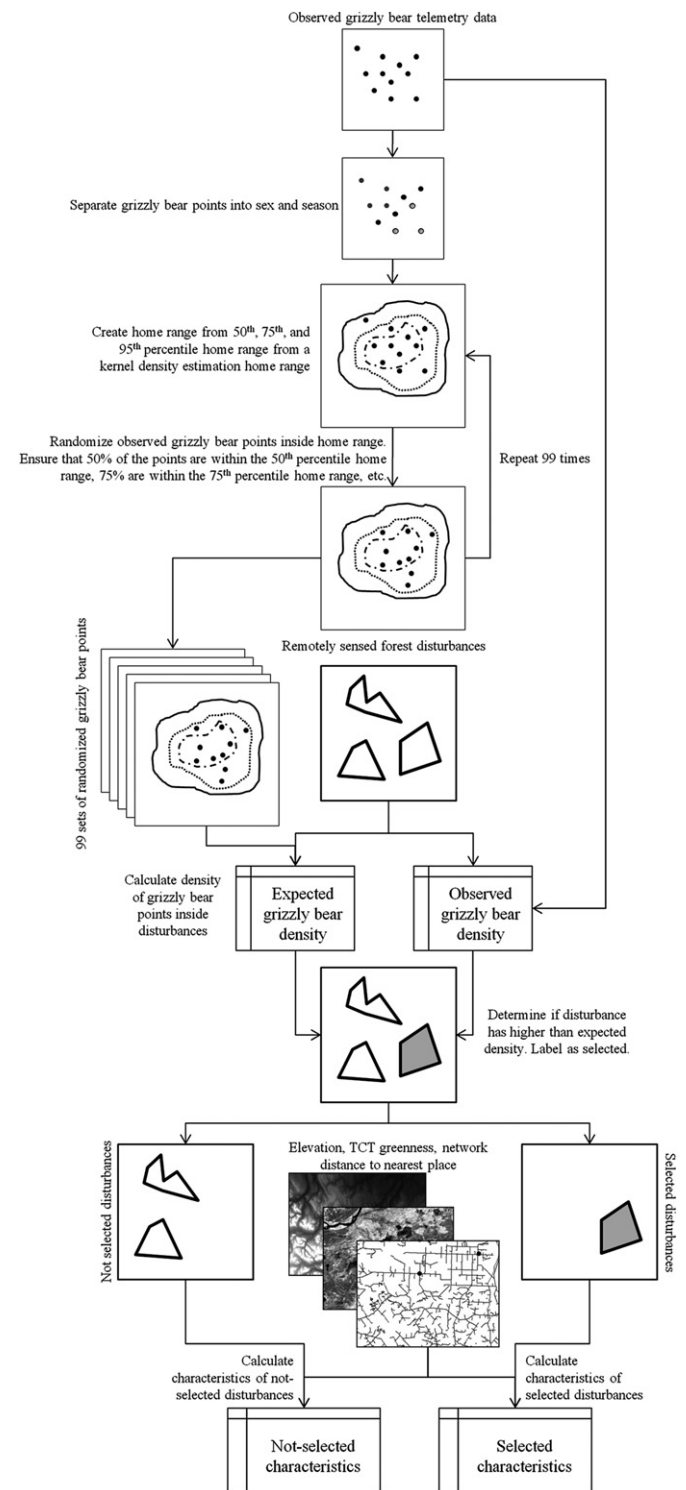 Observed grizzly bear telemetry data
Separate grizzly bear points into sex and season
Create home range from 50th, 75th, and
95th percentile home range from a
kernel density estimation home range
Randomize observed grizzly bear points inside home range.
Ensure that 50% of the points are within the 50th percentile home
range, 75% are within the 75th percentile home range, etc.
Repeat 99 times
99 sets of randomized grizzly bear points
Remotely sensed forest disturbances
Calculate density
of grizzly bear
points inside
disturbances
Expected
grizzly bear
density
Observed
grizzly bear
density
Determine if disturbance
has higher than expected
density. Label as selected.
Not selected disturbances
Elevation, TCT greenness, network
distance to nearest place
Selected disturbances
Calculate
characteristics of not-
selected disturbances
Calculate
characteristics of
selected disturbances
Not-selected
characteristics
Selected
characteristics